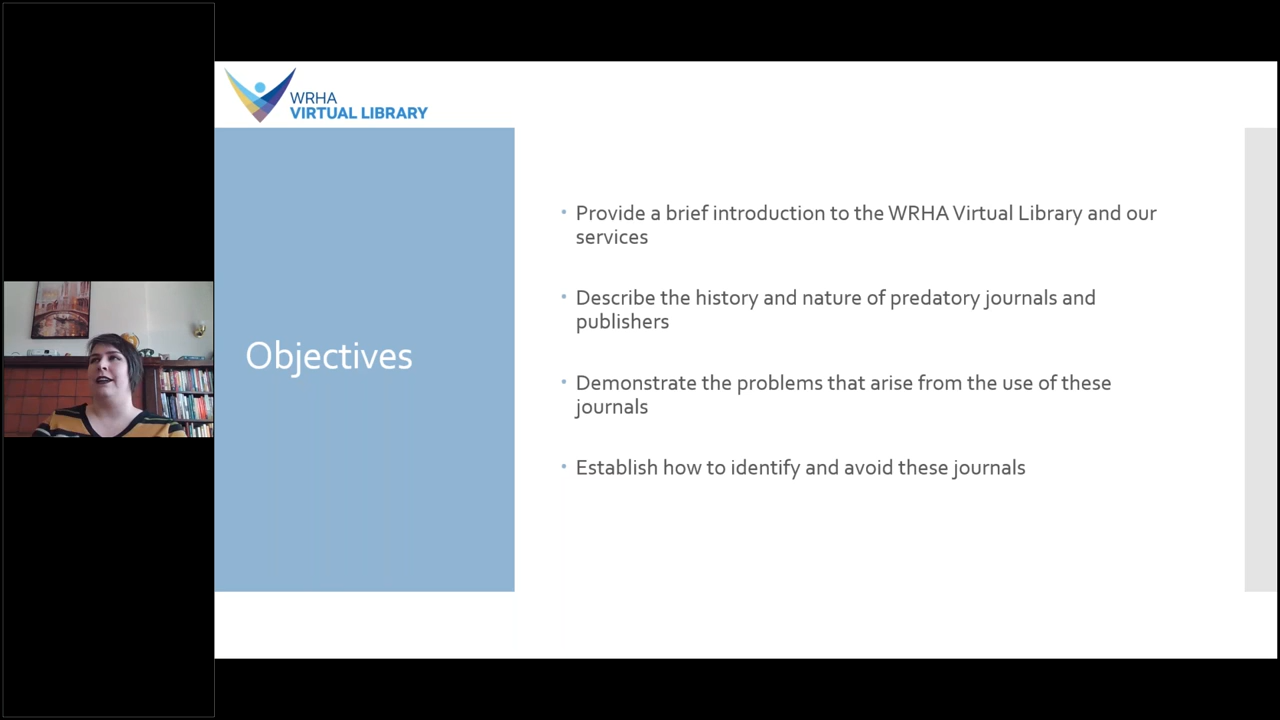 WRHA
VIRTUAL LIBRARY
Objectives
• Provide a brief introduction to the WRHA Virtual Library and our
services
• Describe the history and nature of predatory journals and
publishers
• Demonstrate the problems that arise from the use of these
journals
• Establish how to identify and avoid these journals